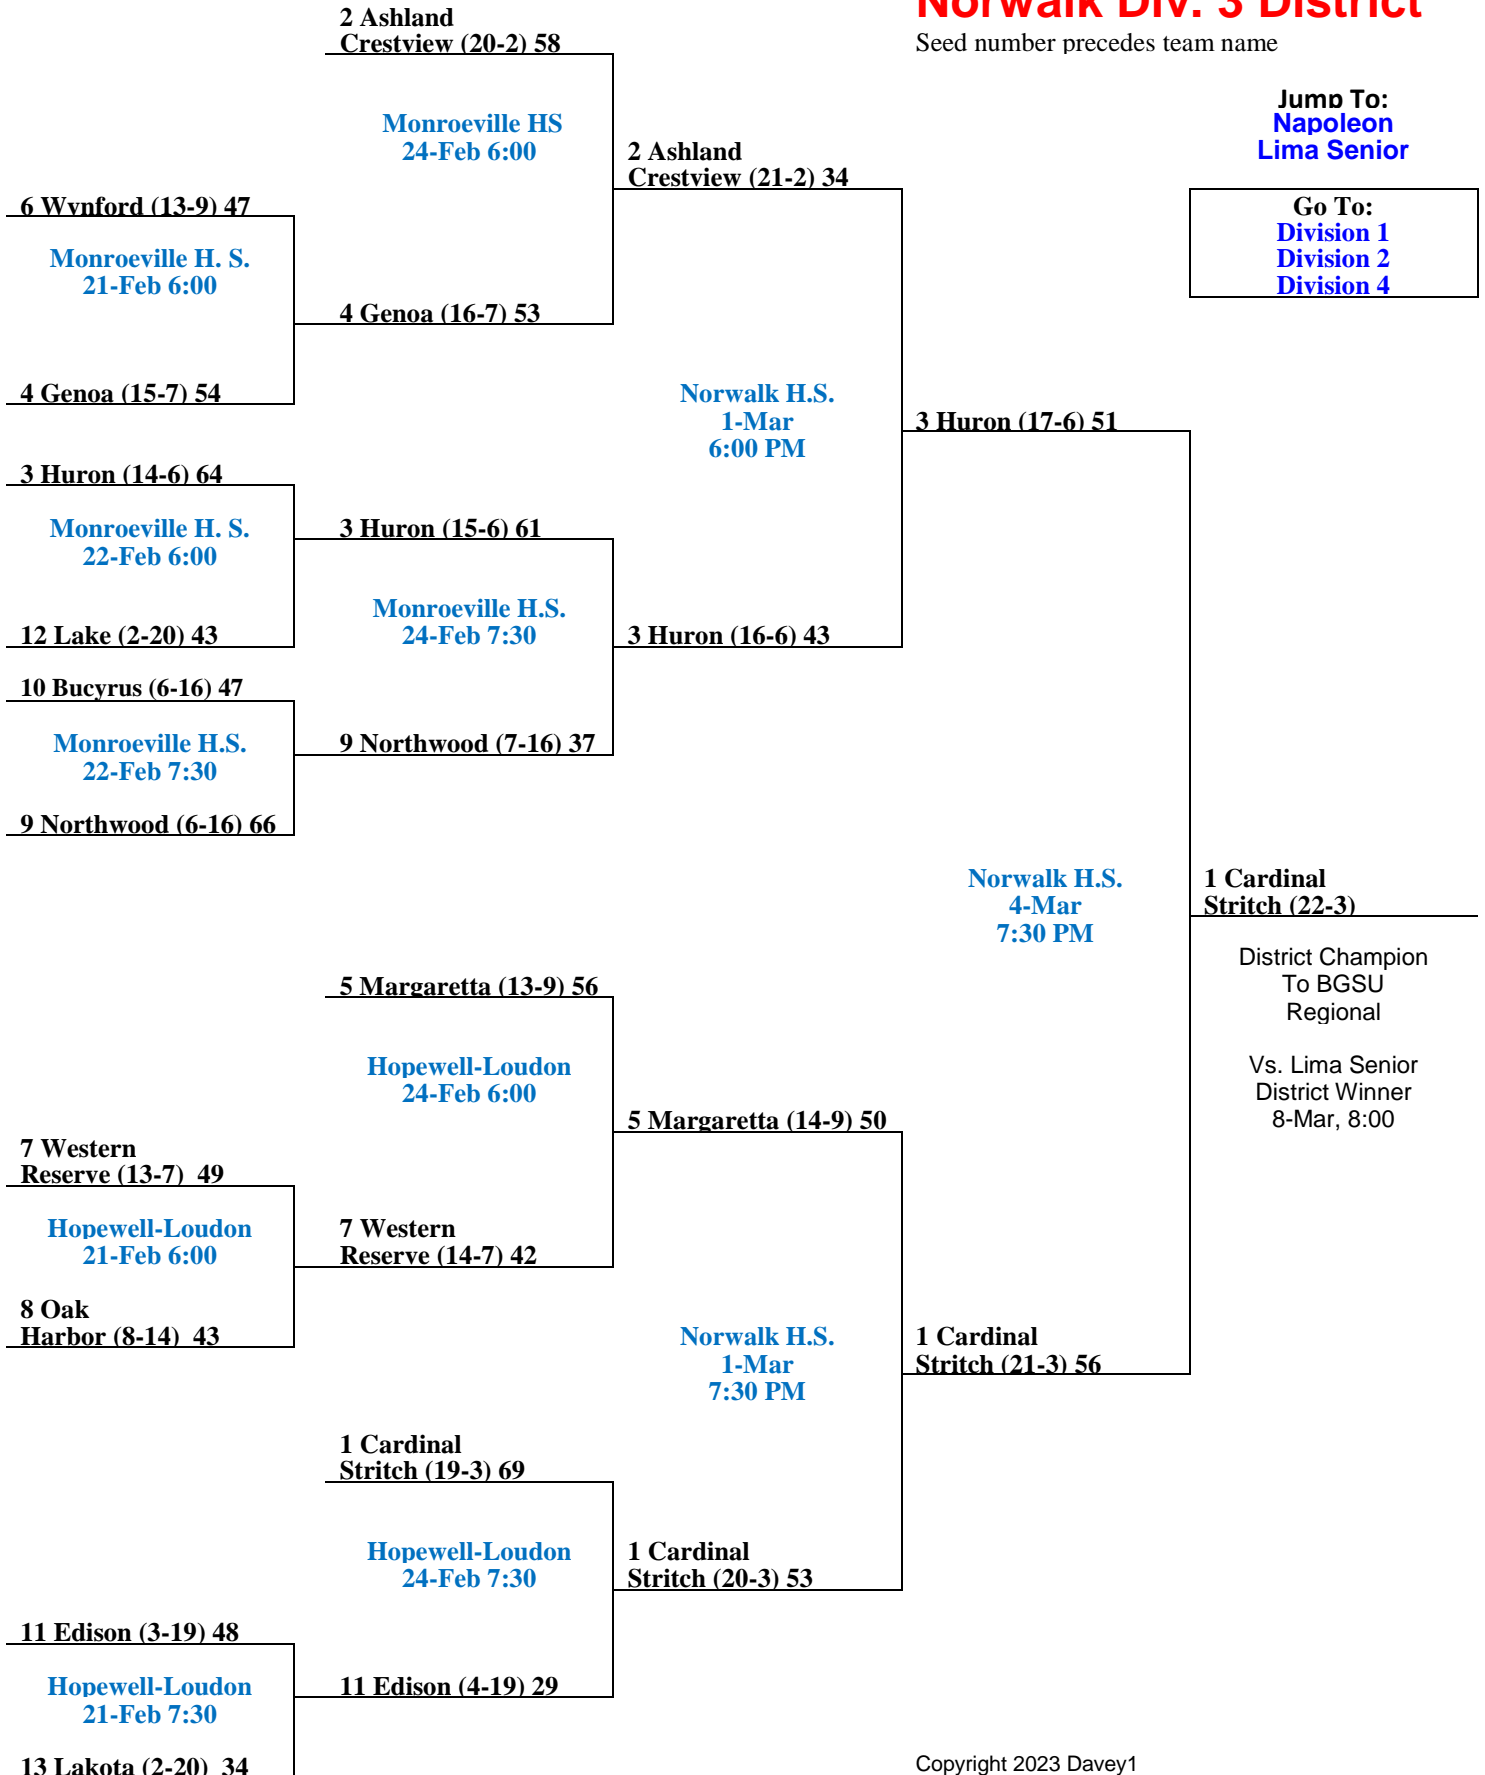 Norwalk Div. 3 District
Seed number precedes team name
2 Ashland
Crestview (20-2) 58
Monroeville HS
24-Feb 6:00
2 Ashland
Crestview (21-2) 34
Jump To:
Napoleon
Lima Senior
Go To:
Division 1
Division 2
Division 4
6 Wynford (13-9) 47
Monroeville H. S.
21-Feb 6:00
4 Genoa (16-7) 53
4 Genoa (15-7) 54
Norwalk H.S.
1-Mar
6:00 PM
3 Huron (17-6) 51
3 Huron (14-6) 64
Monroeville H. S.
22-Feb 6:00
3 Huron (15-6) 61
12 Lake (2-20) 43
Monroeville H.S.
24-Feb 7:30
3 Huron (16-6) 43
10 Bucyrus (6-16) 47
Monroeville H.S.
22-Feb 7:30
9 Northwood (7-16) 37
9 Northwood (6-16) 66
Norwalk H.S.
4-Mar
7:30 PM
1 Cardinal
Stritch (22-3)
District Champion
To BGSU
Regional
Vs. Lima Senior
District Winner
8-Mar, 8:00
5 Margaretta (13-9) 56
Hopewell-Loudon
24-Feb 6:00
5 Margaretta (14-9) 50
7 Western
Reserve (13-7)  49
Hopewell-Loudon
21-Feb 6:00
7 Western
Reserve (14-7) 42
8 Oak
Harbor (8-14)  43
Norwalk H.S.
1-Mar
7:30 PM
1 Cardinal
Stritch (21-3) 56
1 Cardinal
Stritch (19-3) 69
Hopewell-Loudon
24-Feb 7:30
1 Cardinal
Stritch (20-3) 53
11 Edison (3-19) 48
Hopewell-Loudon
21-Feb 7:30
11 Edison (4-19) 29
13 Lakota (2-20)  34
Copyright 2023 Davey1